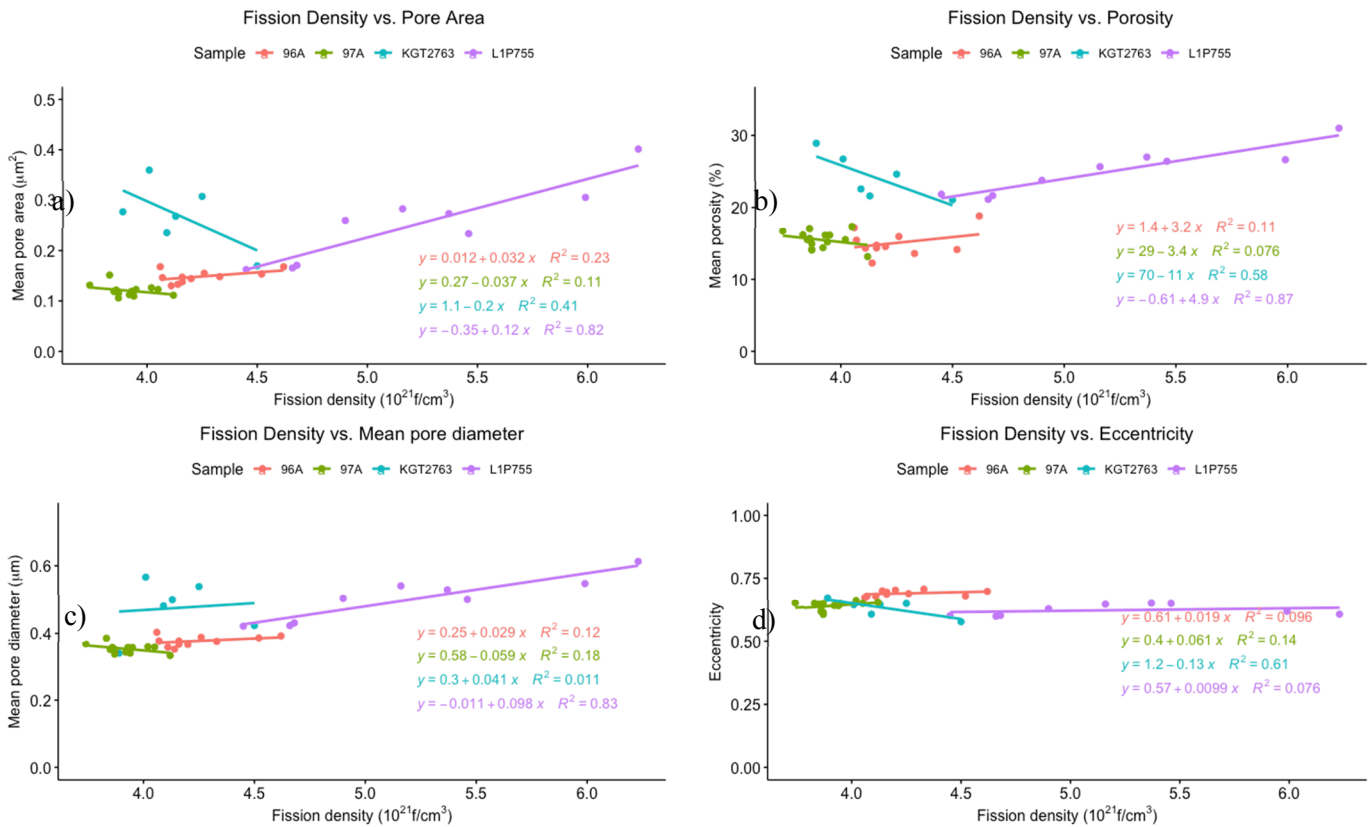 Fission Density vs. Pore Area
Sample 96A 97A KGT2763 L1P755
0.5
0.4
0.3
0.2
0.1
0.0
Mean pore area (μm²)
a)
y = 0.012 + 0.032 x R² = 0.23
y = 0.27 − 0.037 x R² = 0.11
y = 1.1 − 0.2 x R² = 0.41
y = − 0.35 + 0.12 x R² = 0.82
4.0 4.5 5.0 5.5 6.0
Fission density (10²¹f/cm³)
Fission Density vs. Porosity
Sample 96A 97A KGT2763 L1P755
30
20
10
0
Mean porosity (%)
b)
y = 1.4 + 3.2 x R² = 0.11
y = 29 − 3.4 x R² = 0.076
y = 70 − 11 x R² = 0.58
y = − 0.61 + 4.9 x R² = 0.87
4.0 4.5 5.0 5.5 6.0
Fission density (10²¹f/cm³)
Fission Density vs. Mean pore diameter
Sample 96A 97A KGT2763 L1P755
0.6
0.4
0.2
0.0
Mean pore diameter (μm)
c)
y = 0.25 + 0.029 x R² = 0.12
y = 0.58 − 0.059 x R² = 0.18
y = 0.3 + 0.041 x R² = 0.011
y = − 0.011 + 0.098 x R² = 0.83
4.0 4.5 5.0 5.5 6.0
Fission density (10²¹f/cm³)
Fission Density vs. Eccentricity
Sample 96A 97A KGT2763 L1P755
1.00
0.75
0.50
0.25
0.00
Eccentricity
d)
y = 0.61 + 0.019 x R² = 0.096
y = 0.4 + 0.061 x R² = 0.14
y = 1.2 − 0.13 x R² = 0.61
y = 0.57 + 0.0099 x R² = 0.076
4.0 4.5 5.0 5.5 6.0
Fission density (10²¹f/cm³)